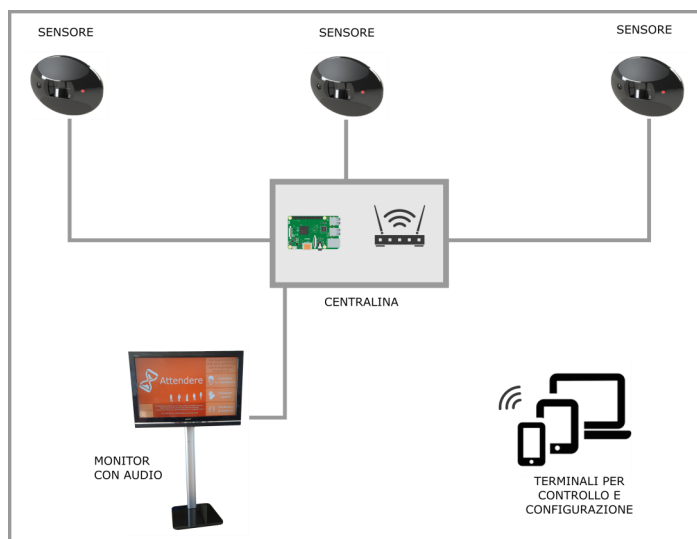 SENSORE
SENSORE
SENSORE
CENTRALINA
Attendere
MONITOR
CON AUDIO
TERMINALI PER
CONTROLLO E
CONFIGURAZIONE